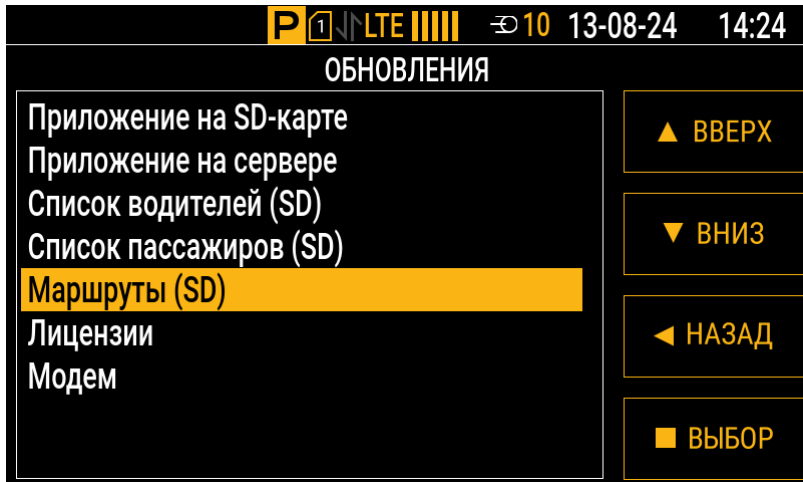 P 1 LTE 10 13-08-24 14:24
ОБНОВЛЕНИЯ
Приложение на SD-карте
Приложение на сервере
Список водителей (SD)
Список пассажиров (SD)
Маршруты (SD)
Лицензии
Модем
ВВЕРХ
ВНИЗ
НАЗАД
ВЫБОР